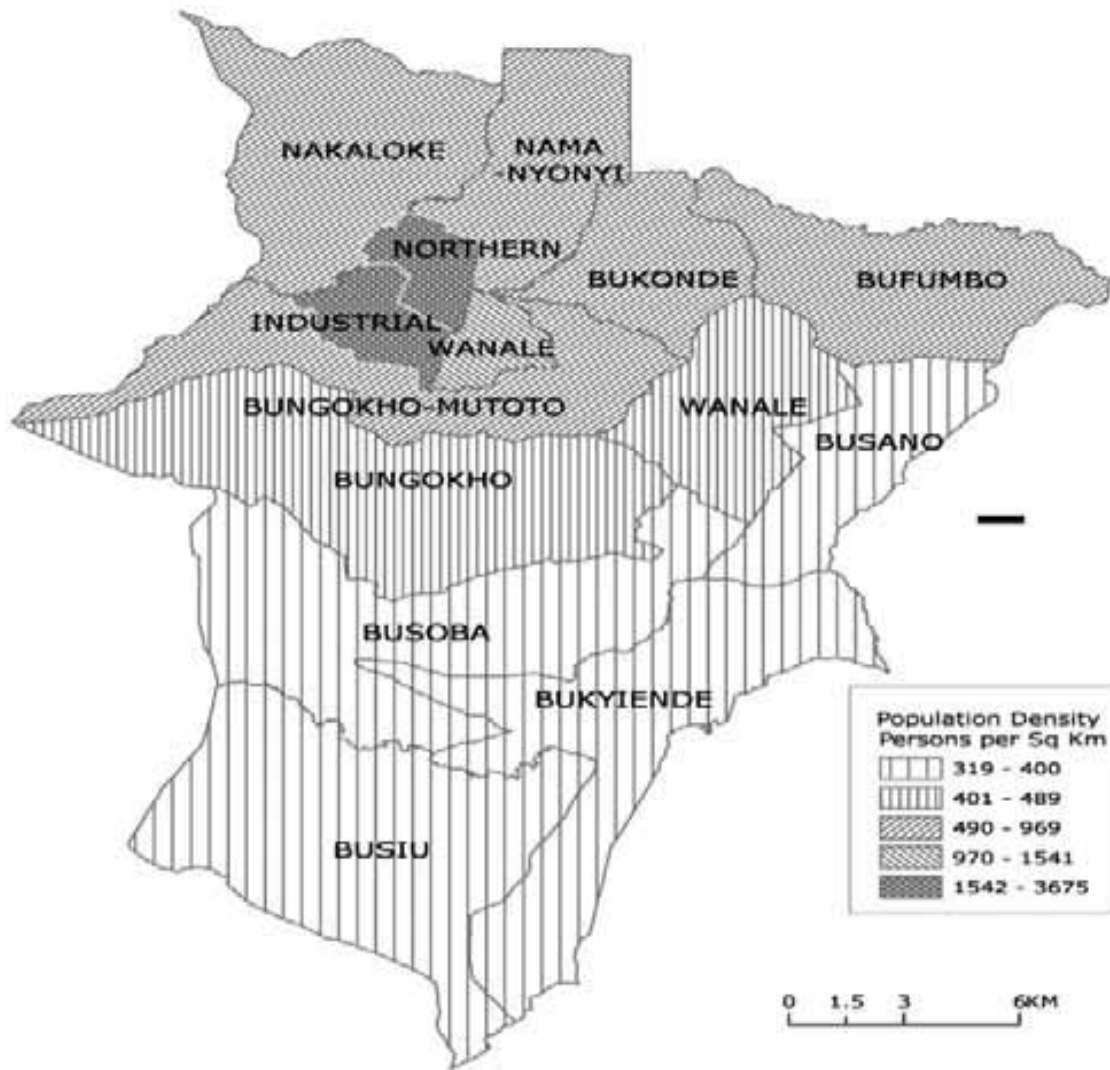 NAKALOKE
NAMA
-NYONYI
NORTHERN
BUKONDE
BUFUMBO
INDUSTRIAL
WANALE
BUNGOKHO-MUTOTO
WANALE
BUSANO
BUNGOKHO
BUSOBA
BUKYIENDE
BUSIU
Population Density
Persons per Sq Km
319 - 400
401 - 489
490 - 969
970 - 1541
1542 - 3675
0 1.5 3 6KM